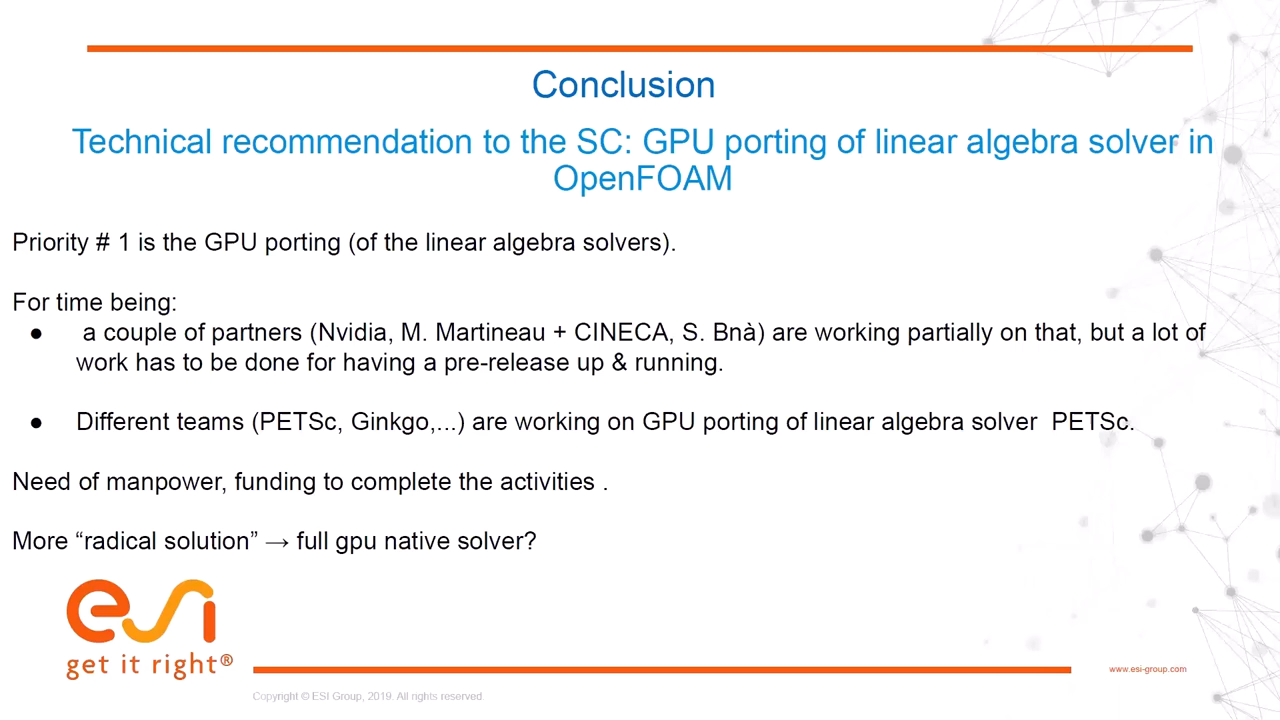 Conclusion
Technical recommendation to the SC: GPU porting of linear algebra solver in
OpenFOAM
Priority # 1 is the GPU porting (of the linear algebra solvers).
For time being:
● a couple of partners (Nvidia, M. Martineau + CINECA, S. Bnà) are working partially on that, but a lot of
work has to be done for having a pre-release up & running.
● Different teams (PETSc, Ginkgo,...) are working on GPU porting of linear algebra solver PETSc.
Need of manpower, funding to complete the activities .
More “radical solution” → full gpu native solver?
esi
get it right®
www.esi-group.com
Copyright © ESI Group, 2019. All rights reserved.